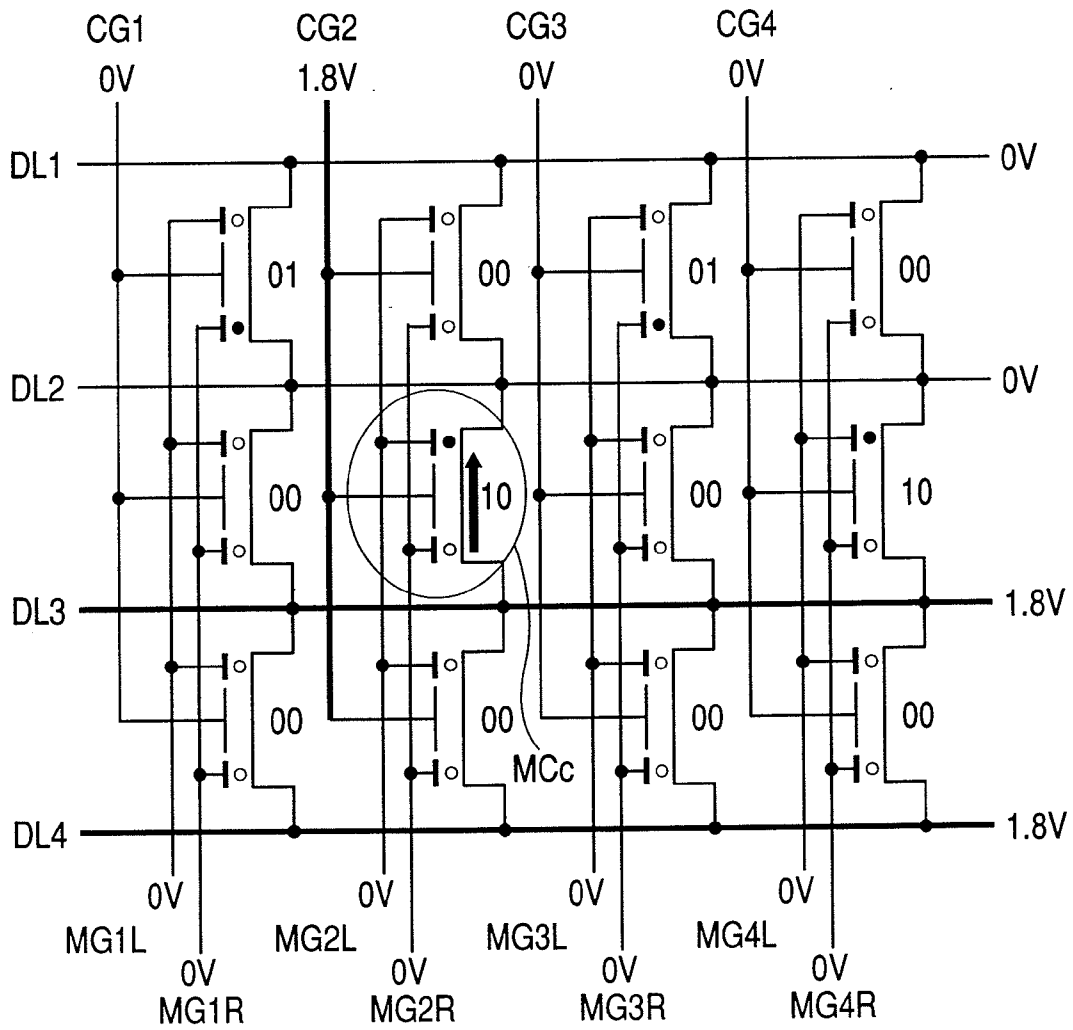 CG1 CG2 CG3 CG4
0V 1.8V 0V 0V
DL1 0V
01 00 01 00
DL2 0V
00 10 00 10
DL3 1.8V
00 00 00 00
MCc
DL4 1.8V
0V 0V 0V 0V
MG1L MG2L MG3L MG4L
0V 0V 0V 0V
MG1R MG2R MG3R MG4R